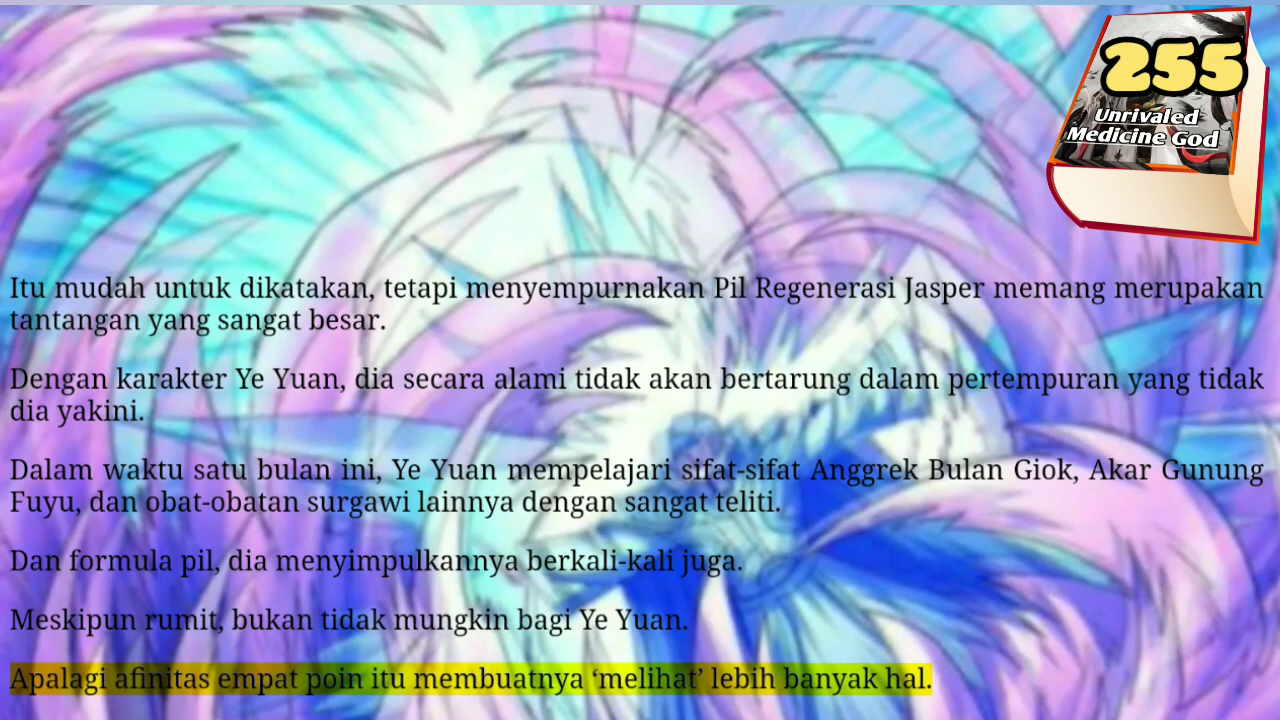 255
Unrivaled
Medicine God
Itu mudah untuk dikatakan, tetapi menyempurnakan Pil Regenerasi Jasper memang merupakan
tantangan yang sangat besar.
Dengan karakter Ye Yuan, dia secara alami tidak akan bertarung dalam pertempuran yang tidak
dia yakini.
Dalam waktu satu bulan ini, Ye Yuan mempelajari sifat-sifat Anggrek Bulan Giok, Akar Gunung
Fuyu, dan obat-obatan surgawi lainnya dengan sangat teliti.
Dan formula pil, dia menyimpulkannya berkali-kali juga.
Meskipun rumit, bukan tidak mungkin bagi Ye Yuan.
Apalagi afinitas empat poin itu membuatnya ‘melihat’ lebih banyak hal.